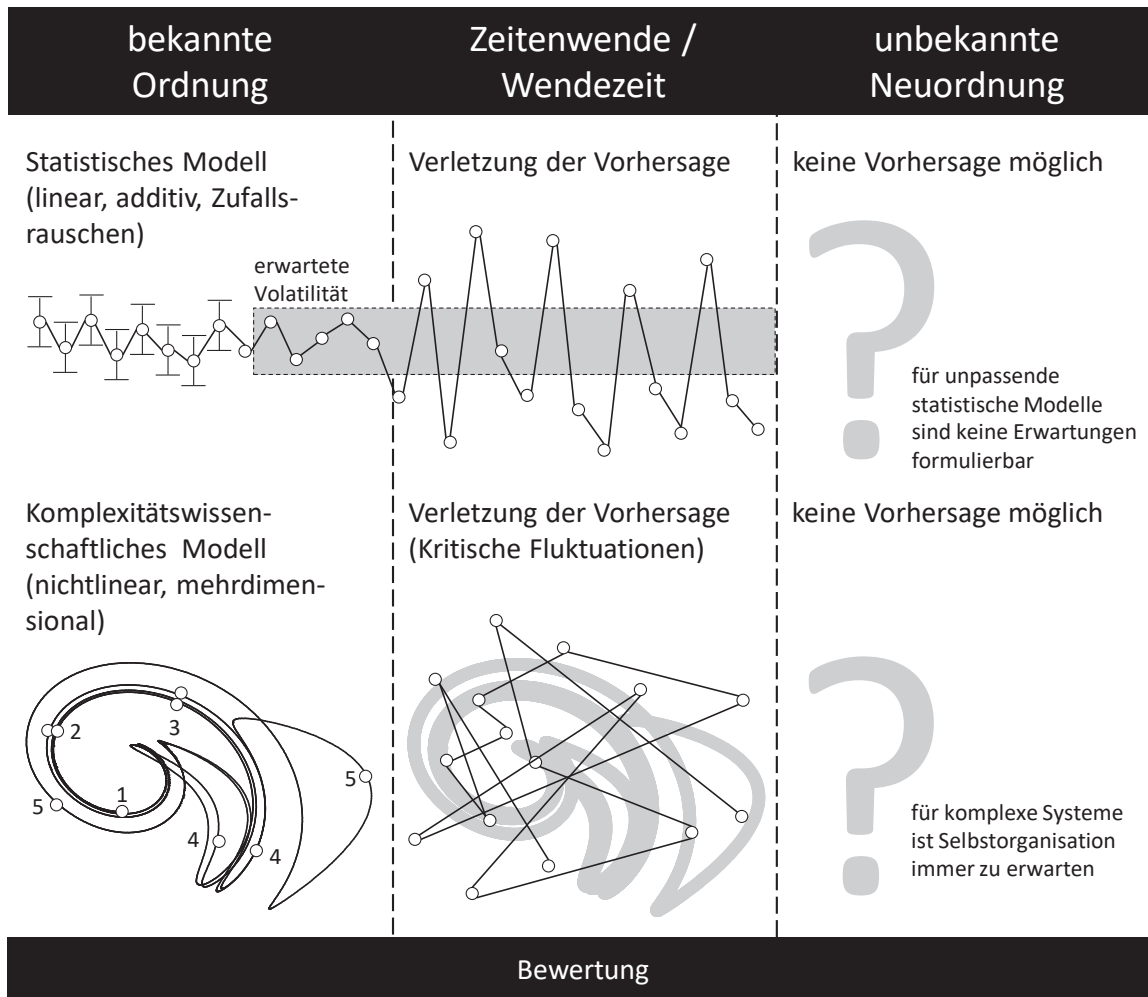 bekannte
Ordnung
Zeitenwende /
Wendezeit
unbekannte
Neuordnung
Statistisches Modell
(linear, additiv, Zufalls-
rauschen)
erwartete
Volatilität
Verletzung der Vorhersage
keine Vorhersage möglich
?
für unpassende
statistische Modelle
sind keine Erwartungen
formulierbar
Komplexitätswissen-
schaftliches Modell
(nichtlinear, mehrdimen-
sional)
2
3
1
5
4
4
5
Verletzung der Vorhersage
(Kritische Fluktuationen)
keine Vorhersage möglich
?
für komplexe Systeme
ist Selbstorganisation
immer zu erwarten
Bewertung